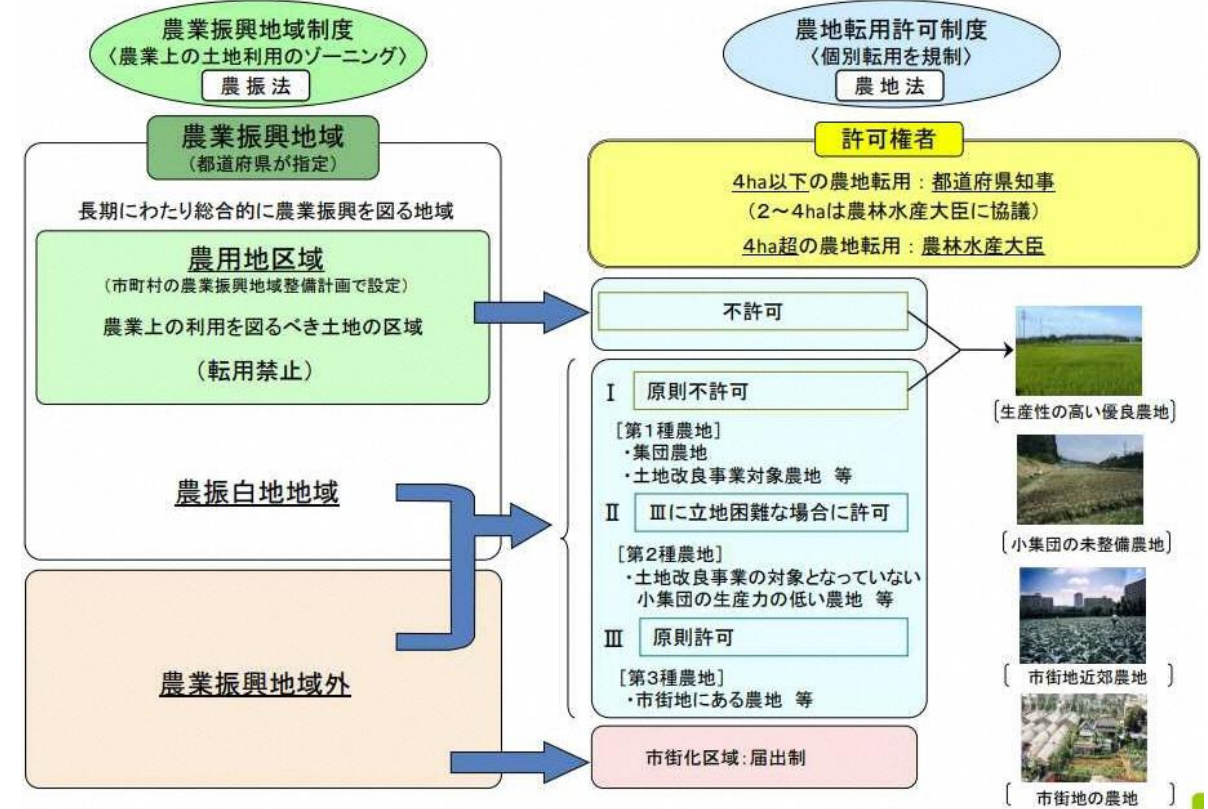 農業振興地域制度
〈農業上の土地利用のゾーニング〉
農 振 法
農業振興地域
(都道府県が指定)
長期にわたり総合的に農業振興を図る地域
農用地区域
(市町村の農業振興地域整備計画で設定)
農業上の利用を図るべき土地の区域
(転用禁止)
農振白地地域
農業振興地域外
農地転用許可制度
〈個別転用を規制〉
農 地 法
許可権者
4ha以下の農地転用：都道府県知事
(２～４haは農林水産大臣に協議)
4ha超の農地転用：農林水産大臣
不許可
Ⅰ 原則不許可
[第１種農地]
・集団農地
・土地改良事業対象農地 等
Ⅱ Ⅲに立地困難な場合に許可
[第２種農地]
・土地改良事業の対象となっていない
小集団の生産力の低い農地 等
Ⅲ 原則許可
[第３種農地]
・市街地にある農地 等
市街化区域：届出制
〔生産性の高い優良農地〕
〔小集団の未整備農地〕
〔 市街地近郊農地 〕
〔 市街地の農地 〕